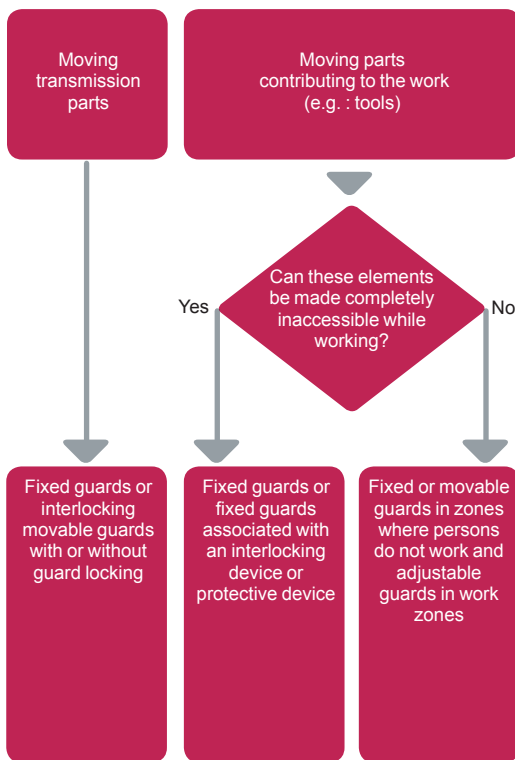 Moving
transmission
parts
Moving parts
contributing to the work
(e.g. : tools)
Can these elements
be made completely
inaccessible while
working?
Yes
No
Fixed guards or
interlocking
movable guards
with or without
guard locking
Fixed guards or
fixed guards
associated with
an interlocking
device or
protective device
Fixed or movable
guards in zones
where persons
do not work and
adjustable
guards in work
zones